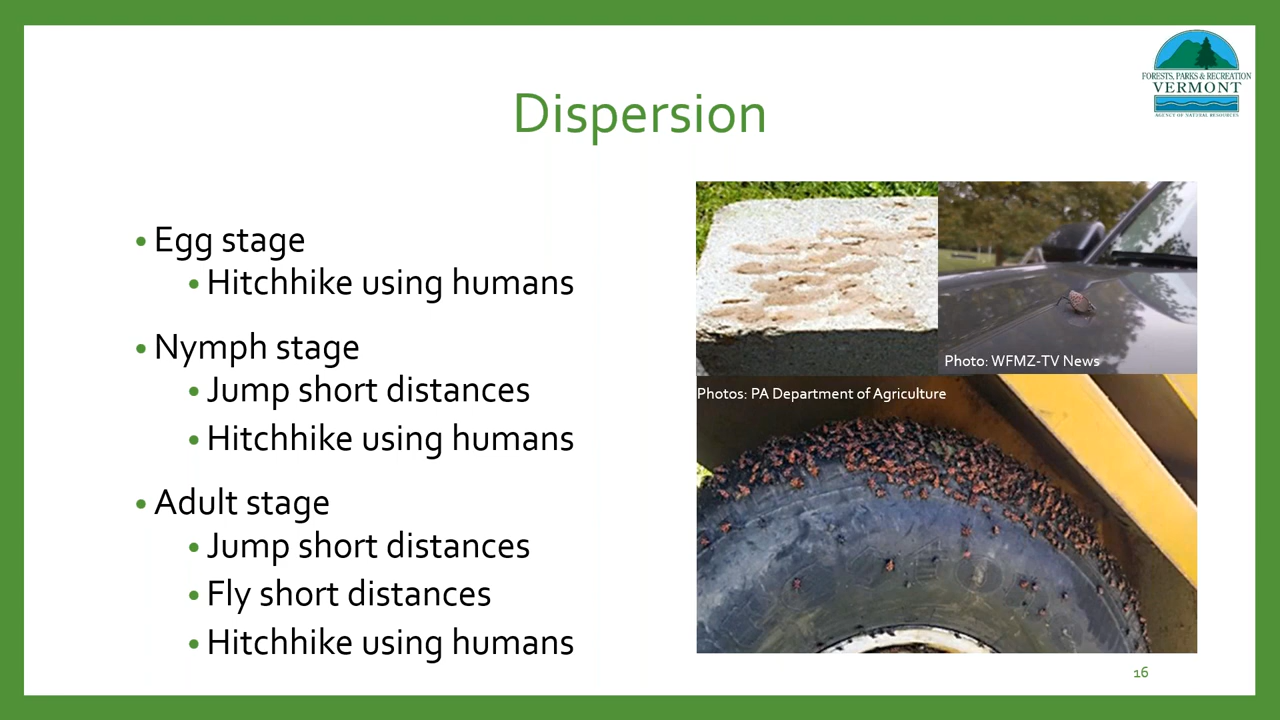 FORESTS, PARKS & RECREATION
VERMONT
AGENCY OF NATURAL RESOURCES
Dispersion
• Egg stage
• Hitchhike using humans
• Nymph stage
• Jump short distances
• Hitchhike using humans
• Adult stage
• Jump short distances
• Fly short distances
• Hitchhike using humans
Photo: WFMZ-TV News
Photos: PA Department of Agriculture
16